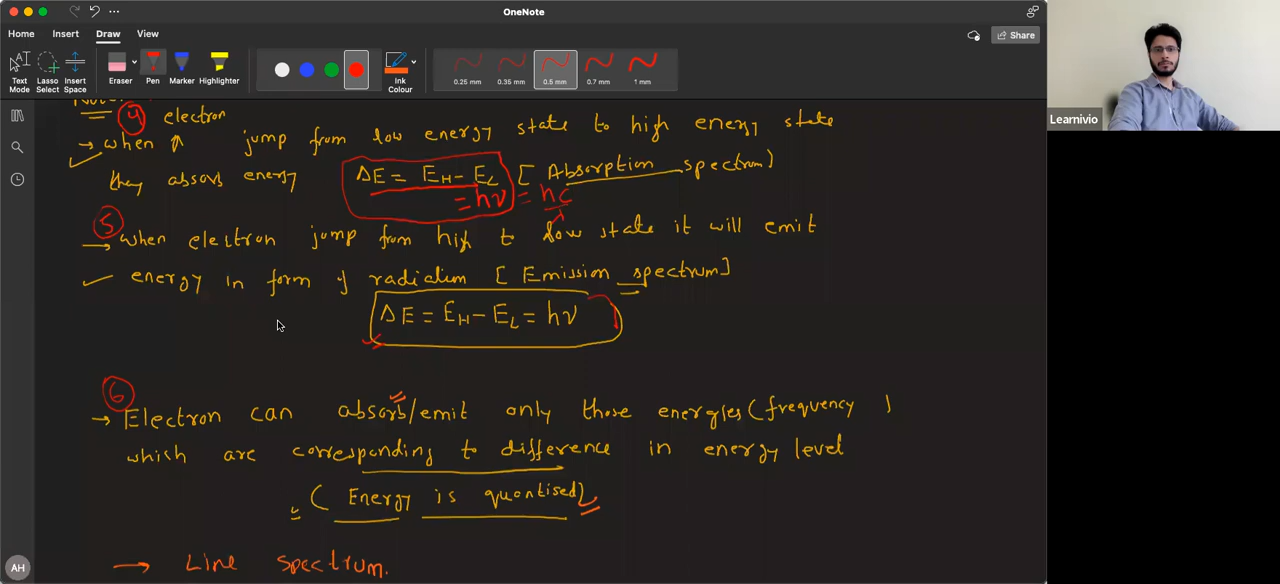 OneNote
Home Insert Draw View
Share
Text Mode
Lasso Select
Insert Space
Eraser
Pen
Marker
Highlighter
Ink Colour
0.25 mm
0.35 mm
0.5 mm
0.7 mm
1 mm
Learnivio
Note:
4 electron
→ when ↑ jump from low energy state to high energy state
they absorb energy ΔE = E_H - E_L [Absorption spectrum]
= hν = hc/λ
5
→ when electron jump from high to low state it will emit
energy in form of radiation [Emission spectrum]
ΔE = E_H - E_L = hν
6
→ Electron can absorb/emit only those energies (frequency)
which are corresponding to difference in energy level
(Energy is quantised)
→ Line spectrum.
AH